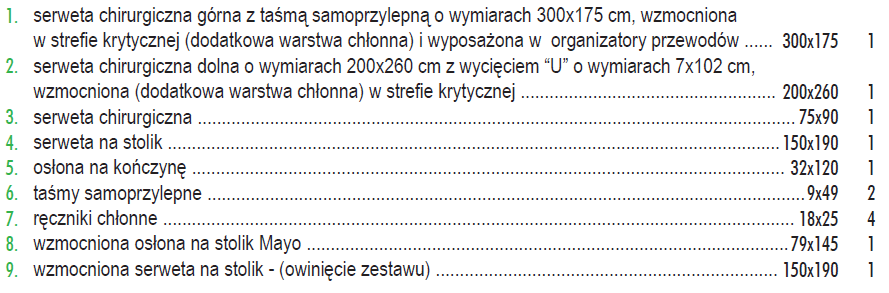 1. serweta chirurgiczna górna z taśmą samoprzylepną o wymiarach 300x175 cm, wzmocniona
w strefie krytycznej (dodatkowa warstwa chłonna) i wyposażona w organizatory przewodów ...... 300x175 1
2. serweta chirurgiczna dolna o wymiarach 200x260 cm z wycięciem “U” o wymiarach 7x102 cm,
wzmocniona (dodatkowa warstwa chłonna) w strefie krytycznej ........................................... 200x260 1
3. serweta chirurgiczna .................................................................................................... 75x90 1
4. serweta na stolik ......................................................................................................... 150x190 1
5. osłona na kończynę .................................................................................................... 32x120 1
6. taśmy samoprzylepne .................................................................................................... 9x49 2
7. ręczniki chłonne .......................................................................................................... 18x25 4
8. wzmocniona osłona na stolik Mayo ................................................................................. 79x145 1
9. wzmocniona serweta na stolik - (owinięcie zestawu) ......................................................... 150x190 1